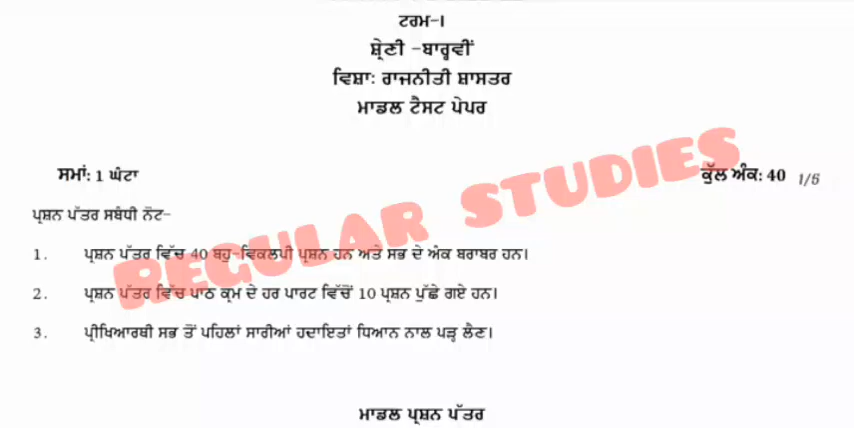 ਟਰਮ-I
ਸ਼੍ਰੇਣੀ -ਬਾਰ੍ਹਵੀਂ
ਵਿਸ਼ਾ: ਰਾਜਨੀਤੀ ਸ਼ਾਸਤਰ
ਮਾਡਲ ਟੈਸਟ ਪੇਪਰ
ਸਮਾਂ: 1 ਘੰਟਾ ਕੁੱਲ ਅੰਕ: 40 1/5
ਪ੍ਰਸ਼ਨ ਪੱਤਰ ਸਬੰਧੀ ਨੋਟ-
1. ਪ੍ਰਸ਼ਨ ਪੱਤਰ ਵਿੱਚ 40 ਬਹੁ-ਵਿਕਲਪੀ ਪ੍ਰਸ਼ਨ ਹਨ ਅਤੇ ਸਭ ਦੇ ਅੰਕ ਬਰਾਬਰ ਹਨ।
2. ਪ੍ਰਸ਼ਨ ਪੱਤਰ ਵਿੱਚ ਪਾਠ ਕ੍ਰਮ ਦੇ ਹਰ ਪਾਰਟ ਵਿੱਚੋਂ 10 ਪ੍ਰਸ਼ਨ ਪੁੱਛੇ ਗਏ ਹਨ।
3. ਪ੍ਰੀਖਿਆਰਥੀ ਸਭ ਤੋਂ ਪਹਿਲਾਂ ਸਾਰੀਆਂ ਹਦਾਇਤਾਂ ਧਿਆਨ ਨਾਲ ਪੜ੍ਹ ਲੈਣ।
REGULAR STUDIES
ਮਾਡਲ ਪ੍ਰਸ਼ਨ ਪੱਤਰ